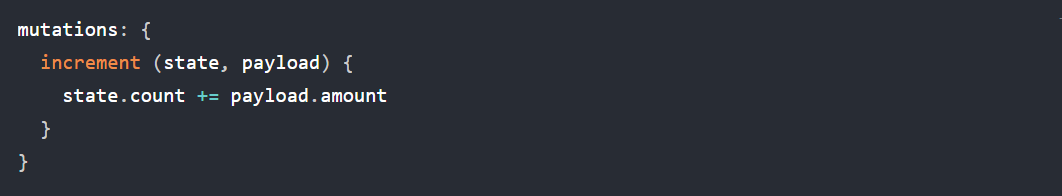 mutations: {
  increment (state, payload) {
    state.count += payload.amount
  }
}